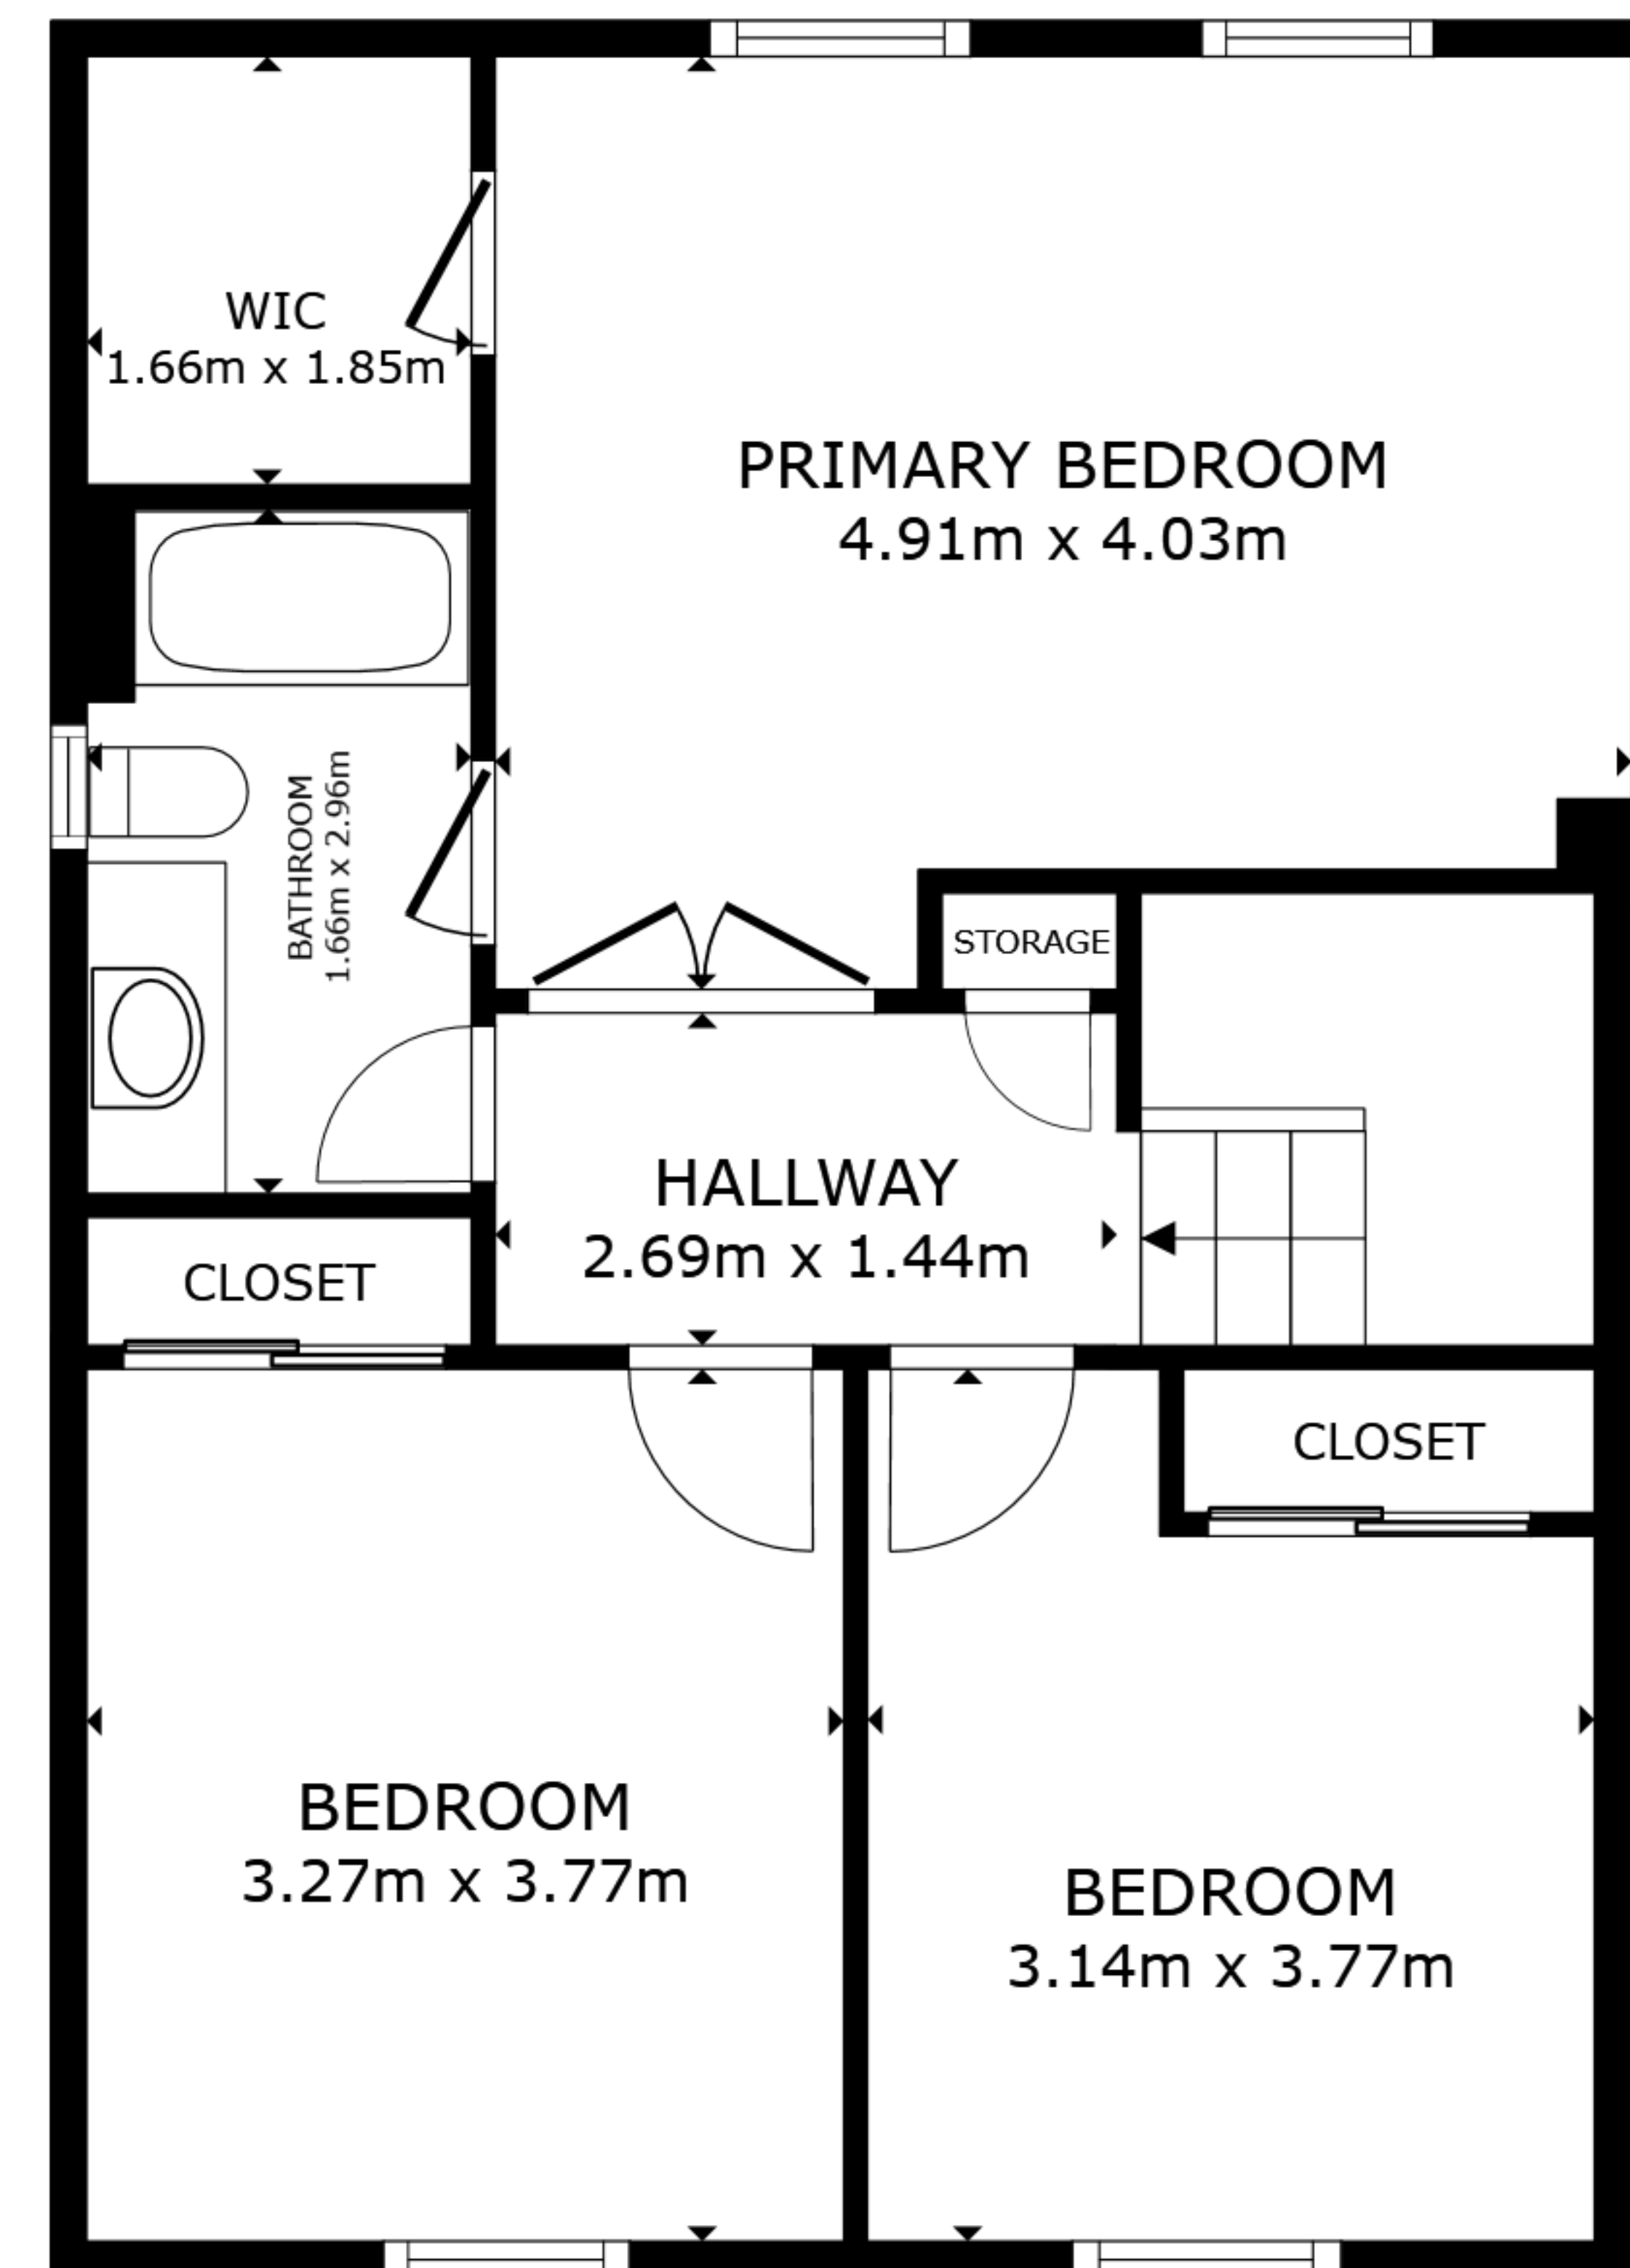 WIC
1.66m x 1.85m
PRIMARY BEDROOM
4.91m x 4.03m
BATHROOM
1.66m x 2.96m
STORAGE
HALLWAY
2.69m x 1.44m
CLOSET
CLOSET
BEDROOM
3.27m x 3.77m
BEDROOM
3.14m x 3.77m